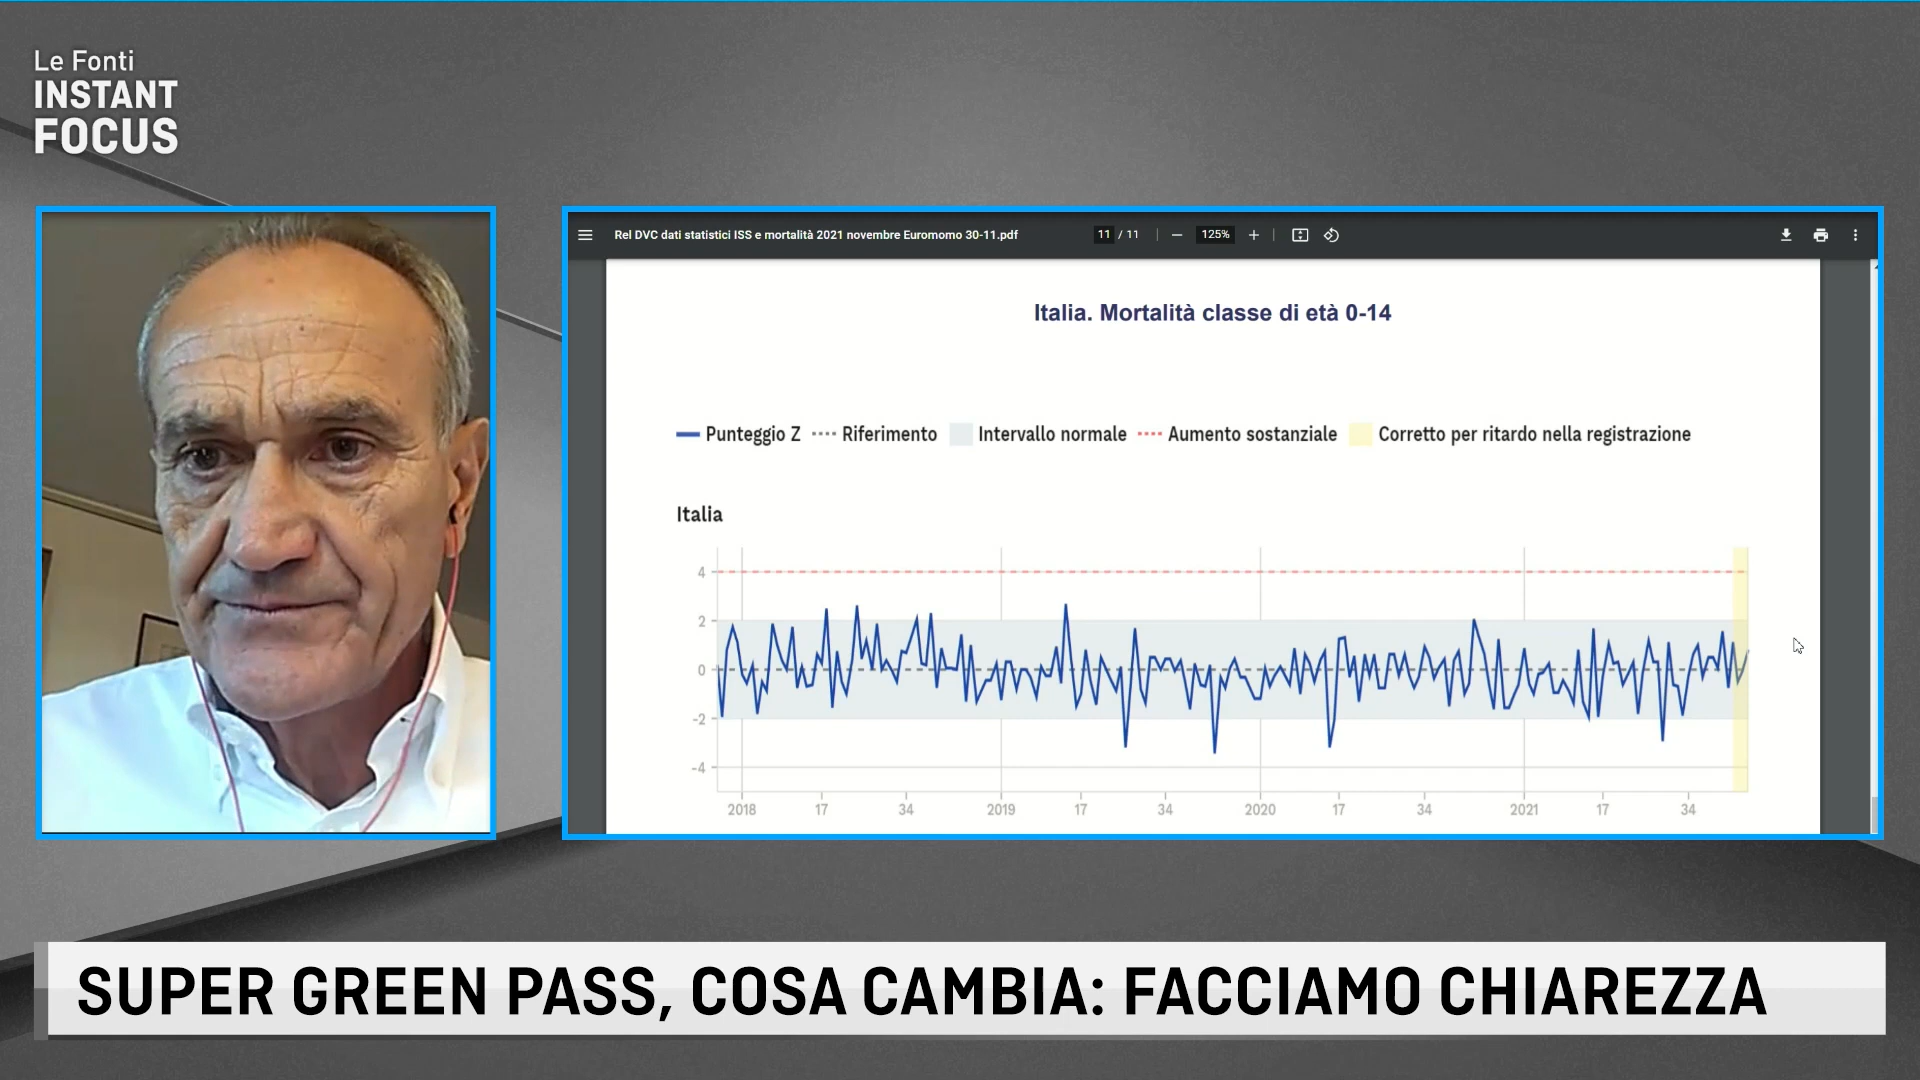 Le Fonti
INSTANT
FOCUS
Rel DVC dati statistici ISS e mortalità 2021 novembre Euromomo 30-11.pdf
11 / 11
125%
Italia. Mortalità classe di età 0-14
Punteggio Z
Riferimento
Intervallo normale
Aumento sostanziale
Corretto per ritardo nella registrazione
Italia
4
2
0
-2
-4
2018 17 34 2019 17 34 2020 17 34 2021 17 34
SUPER GREEN PASS, COSA CAMBIA: FACCIAMO CHIAREZZA